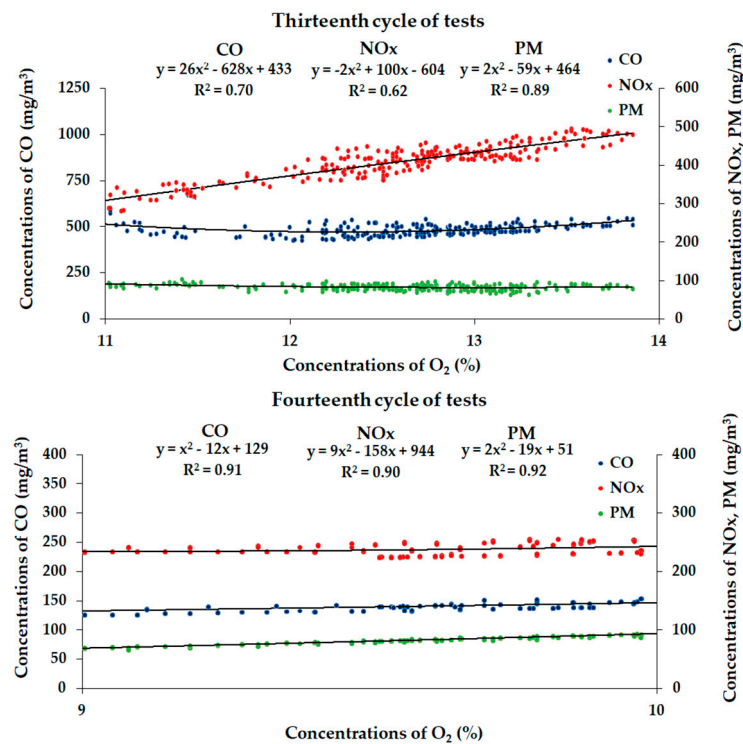 Thirteenth cycle of tests
CO NOx PM
y = 26x² - 628x + 433 y = -2x² + 100x - 604 y = 2x² - 59x + 464
R² = 0.70 R² = 0.62 R² = 0.89
CO
NOx
PM
Concentrations of CO (mg/m³)
1250
1000
750
500
250
0
600
500
400
300
200
100
0
Concentrations of NOx, PM (mg/m³)
11 12 13 14
Concentrations of O₂ (%)
Fourteenth cycle of tests
CO NOx PM
y = x² - 12x + 129 y = 9x² - 158x + 944 y = 2x² - 19x + 51
R² = 0.91 R² = 0.90 R² = 0.92
CO
NOx
PM
Concentrations of CO (mg/m³)
400
350
300
250
200
150
100
50
0
400
300
200
100
0
Concentrations of NOx, PM (mg/m³)
9 10
Concentrations of O₂ (%)